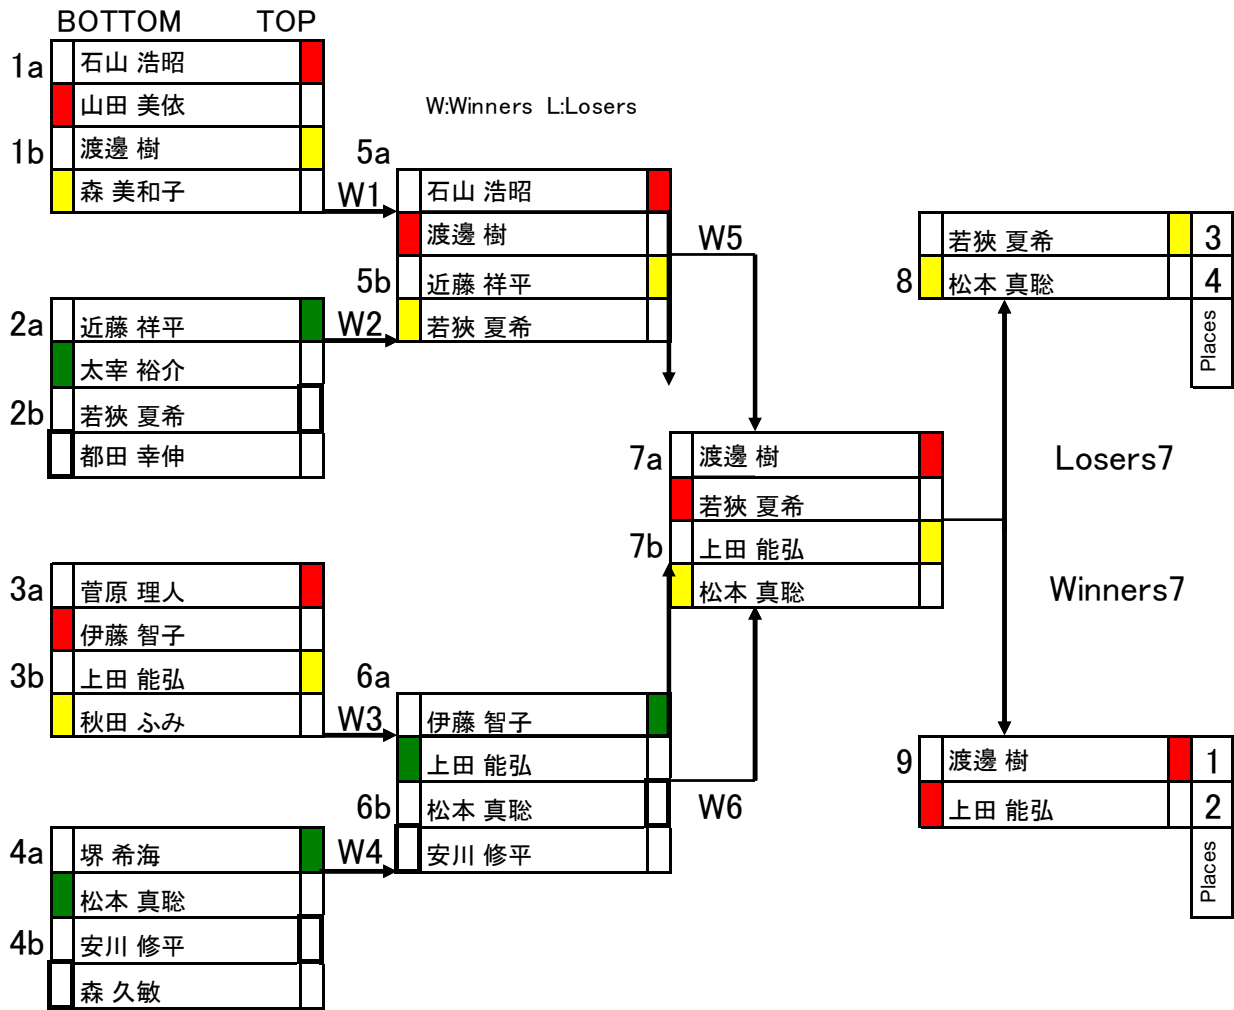 BOTTOM TOP
1a 石山 浩昭
山田 美依
1b 渡邊 樹
森 美和子
W:Winners L:Losers
2a 近藤 祥平
太宰 裕介
2b 若狹 夏希
都田 幸伸
3a 菅原 理人
伊藤 智子
3b 上田 能弘
秋田 ふみ
4a 堺 希海
松本 真聡
4b 安川 修平
森 久敏
W1
W2
W3
W4
5a 石山 浩昭
渡邊 樹
5b 近藤 祥平
若狹 夏希
6a 伊藤 智子
上田 能弘
6b 松本 真聡
安川 修平
W5
W6
7a 渡邊 樹
若狹 夏希
7b 上田 能弘
松本 真聡
若狹 夏希 3
8 松本 真聡 4
Places
Losers7
Winners7
9 渡邊 樹 1
上田 能弘 2
Places